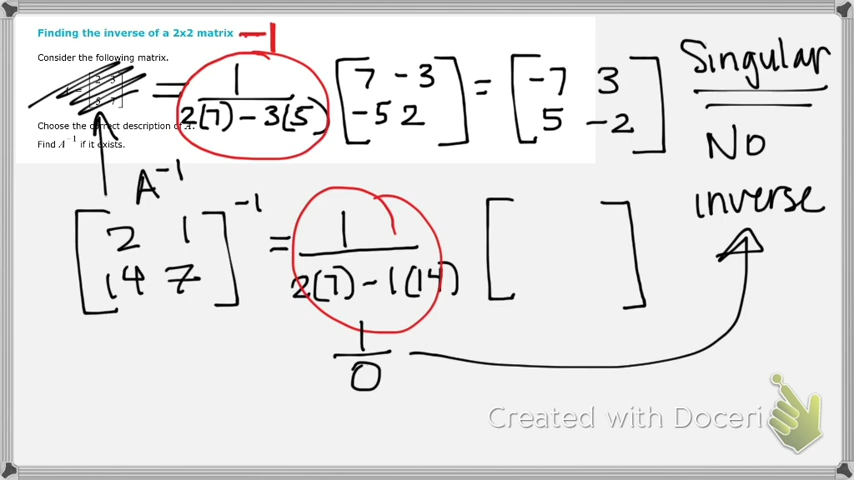 Finding the inverse of a 2x2 matrix −1
Consider the following matrix.
= 1 / 2(7) − 3(5) [7 −3 −5 2] = [−7 3 5 −2]
Choose the correct description of A.
Find A⁻¹ if it exists.
A⁻¹
Singular
No
inverse
[2 1 14 7]⁻¹ = 1 / 2(7) − 1(14) [ ]
1 / 0
Created with Doceri